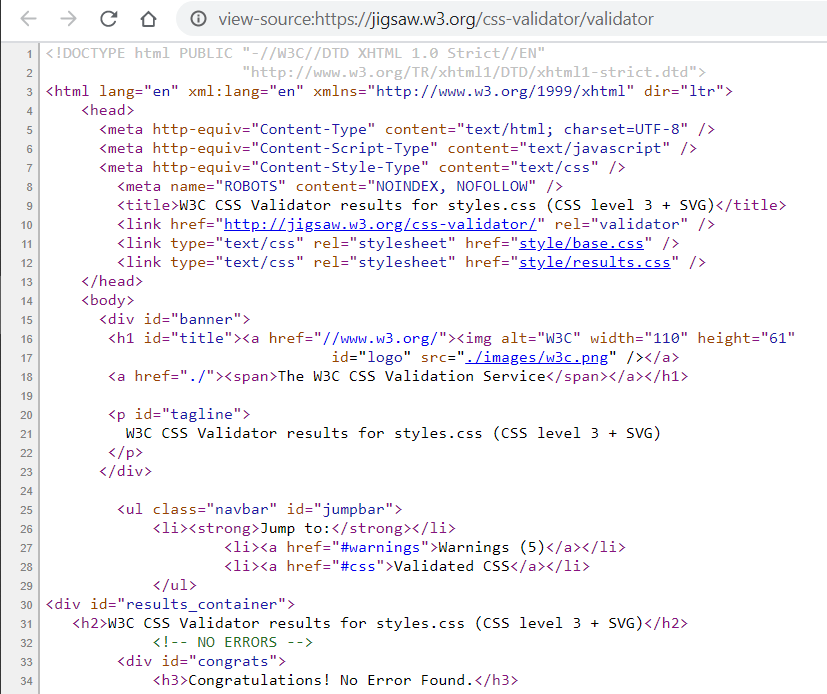 view-source:https://jigsaw.w3.org/css-validator/validator
1 <!DOCTYPE html PUBLIC "-//W3C//DTD XHTML 1.0 Strict//EN"
2 "http://www.w3.org/TR/xhtml1/DTD/xhtml1-strict.dtd">
3 <html lang="en" xml:lang="en" xmlns="http://www.w3.org/1999/xhtml" dir="ltr">
4 <head>
5 <meta http-equiv="Content-Type" content="text/html; charset=UTF-8" />
6 <meta http-equiv="Content-Script-Type" content="text/javascript" />
7 <meta http-equiv="Content-Style-Type" content="text/css" />
8 <meta name="ROBOTS" content="NOINDEX, NOFOLLOW" />
9 <title>W3C CSS Validator results for styles.css (CSS level 3 + SVG)</title>
10 <link href="http://jigsaw.w3.org/css-validator/" rel="validator" />
11 <link type="text/css" rel="stylesheet" href="style/base.css" />
12 <link type="text/css" rel="stylesheet" href="style/results.css" />
13 </head>
14 <body>
15 <div id="banner">
16 <h1 id="title"><a href="//www.w3.org/"><img alt="W3C" width="110" height="61"
17 id="logo" src="./images/w3c.png" /></a>
18 <a href="./"><span>The W3C CSS Validation Service</span></a></h1>
19
20 <p id="tagline">
21 W3C CSS Validator results for styles.css (CSS level 3 + SVG)
22 </p>
23 </div>
24
25 <ul class="navbar" id="jumpbar">
26 <li><strong>Jump to:</strong></li>
27 <li><a href="#warnings">Warnings (5)</a></li>
28 <li><a href="#css">Validated CSS</a></li>
29 </ul>
30 <div id="results_container">
31 <h2>W3C CSS Validator results for styles.css (CSS level 3 + SVG)</h2>
32 <!-- NO ERRORS -->
33 <div id="congrats">
34 <h3>Congratulations! No Error Found.</h3>